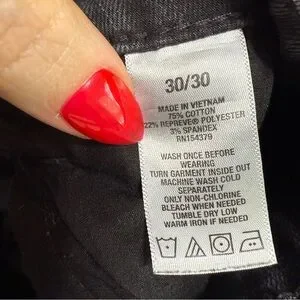 30/30
MADE IN VIETNAM
75% COTTON
22% REPREVE® POLYESTER
3% SPANDEX
RN154379
WASH ONCE BEFORE
WEARING
TURN GARMENT INSIDE OUT
MACHINE WASH COLD
SEPARATELY
ONLY NON-CHLORINE
BLEACH WHEN NEEDED
TUMBLE DRY LOW
WARM IRON IF NEEDED